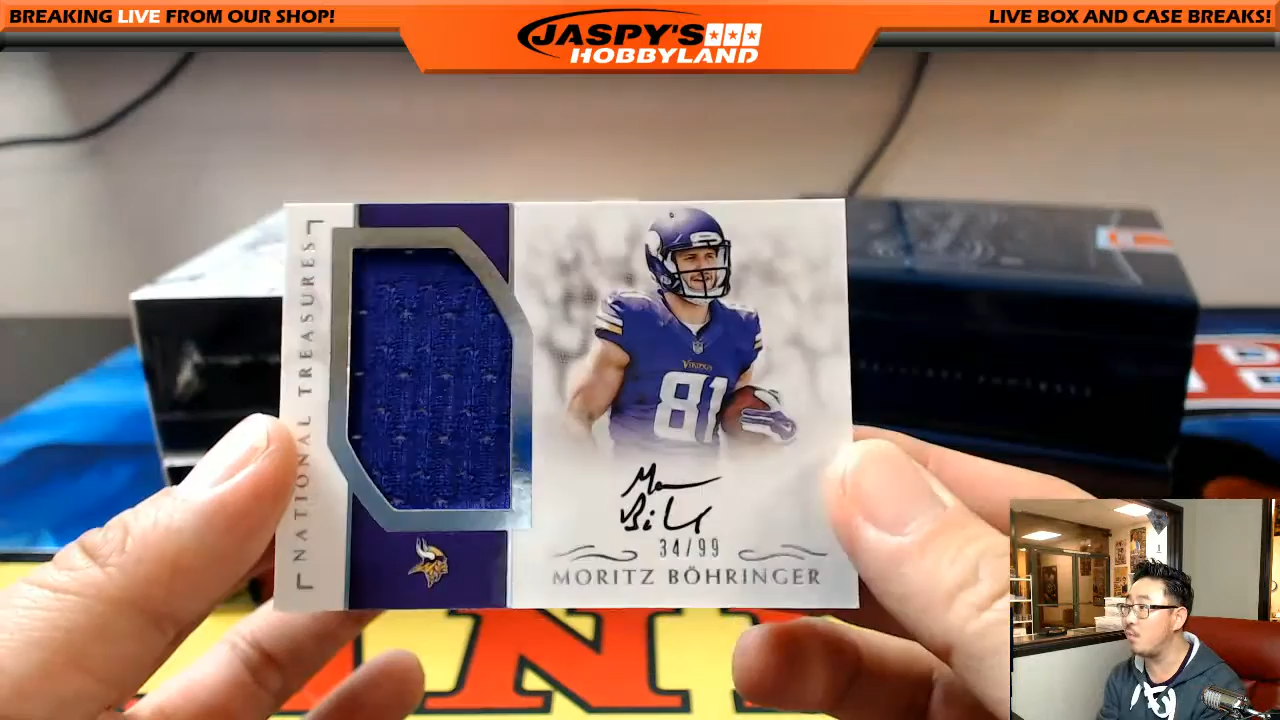 BREAKING LIVE FROM OUR SHOP!
JASPY'S
HOBBYLAND
LIVE BOX AND CASE BREAKS!
NATIONAL TREASURES
VIKINGS
81
34/99
MORITZ BÖHRINGER